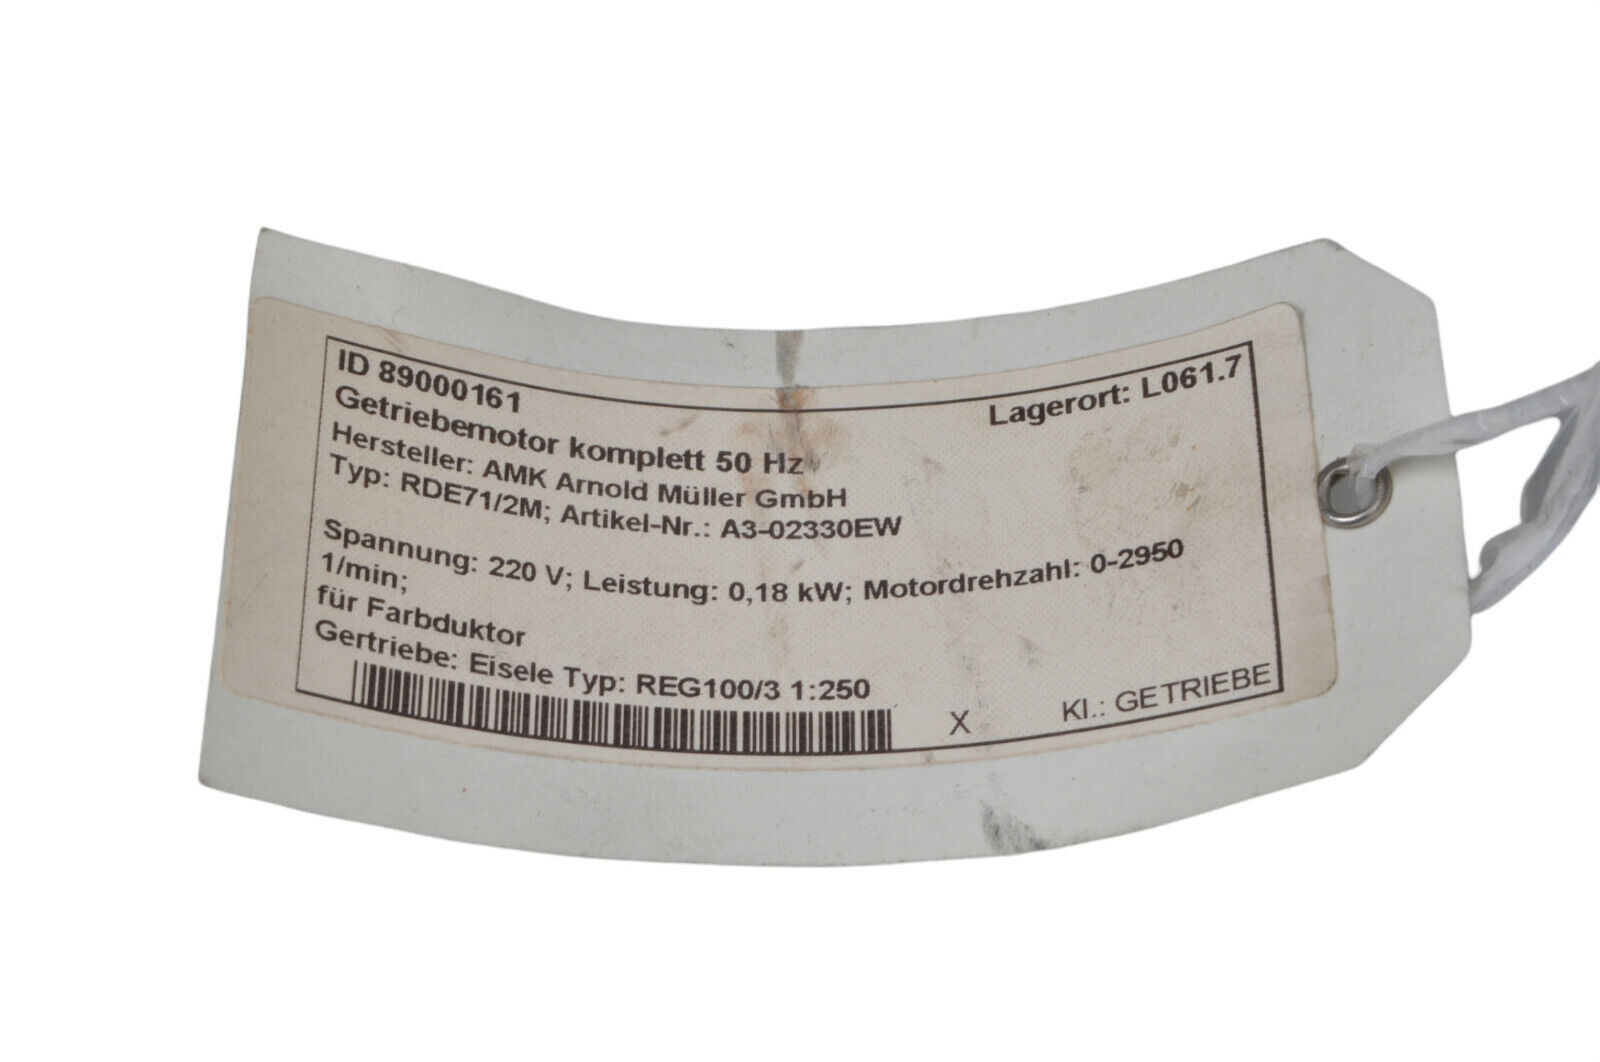 ID 89000161
Lagerort: L061.7
Getriebemotor komplett 50 Hz
Hersteller: AMK Arnold Müller GmbH
Typ: RDE71/2M; Artikel-Nr.: A3-02330EW
Spannung: 220 V; Leistung: 0,18 kW; Motordrehzahl: 0-2950
1/min;
für Farbduktor
Gertriebe: Eisele Typ: REG100/3 1:250
X
Kl.: GETRIEBE